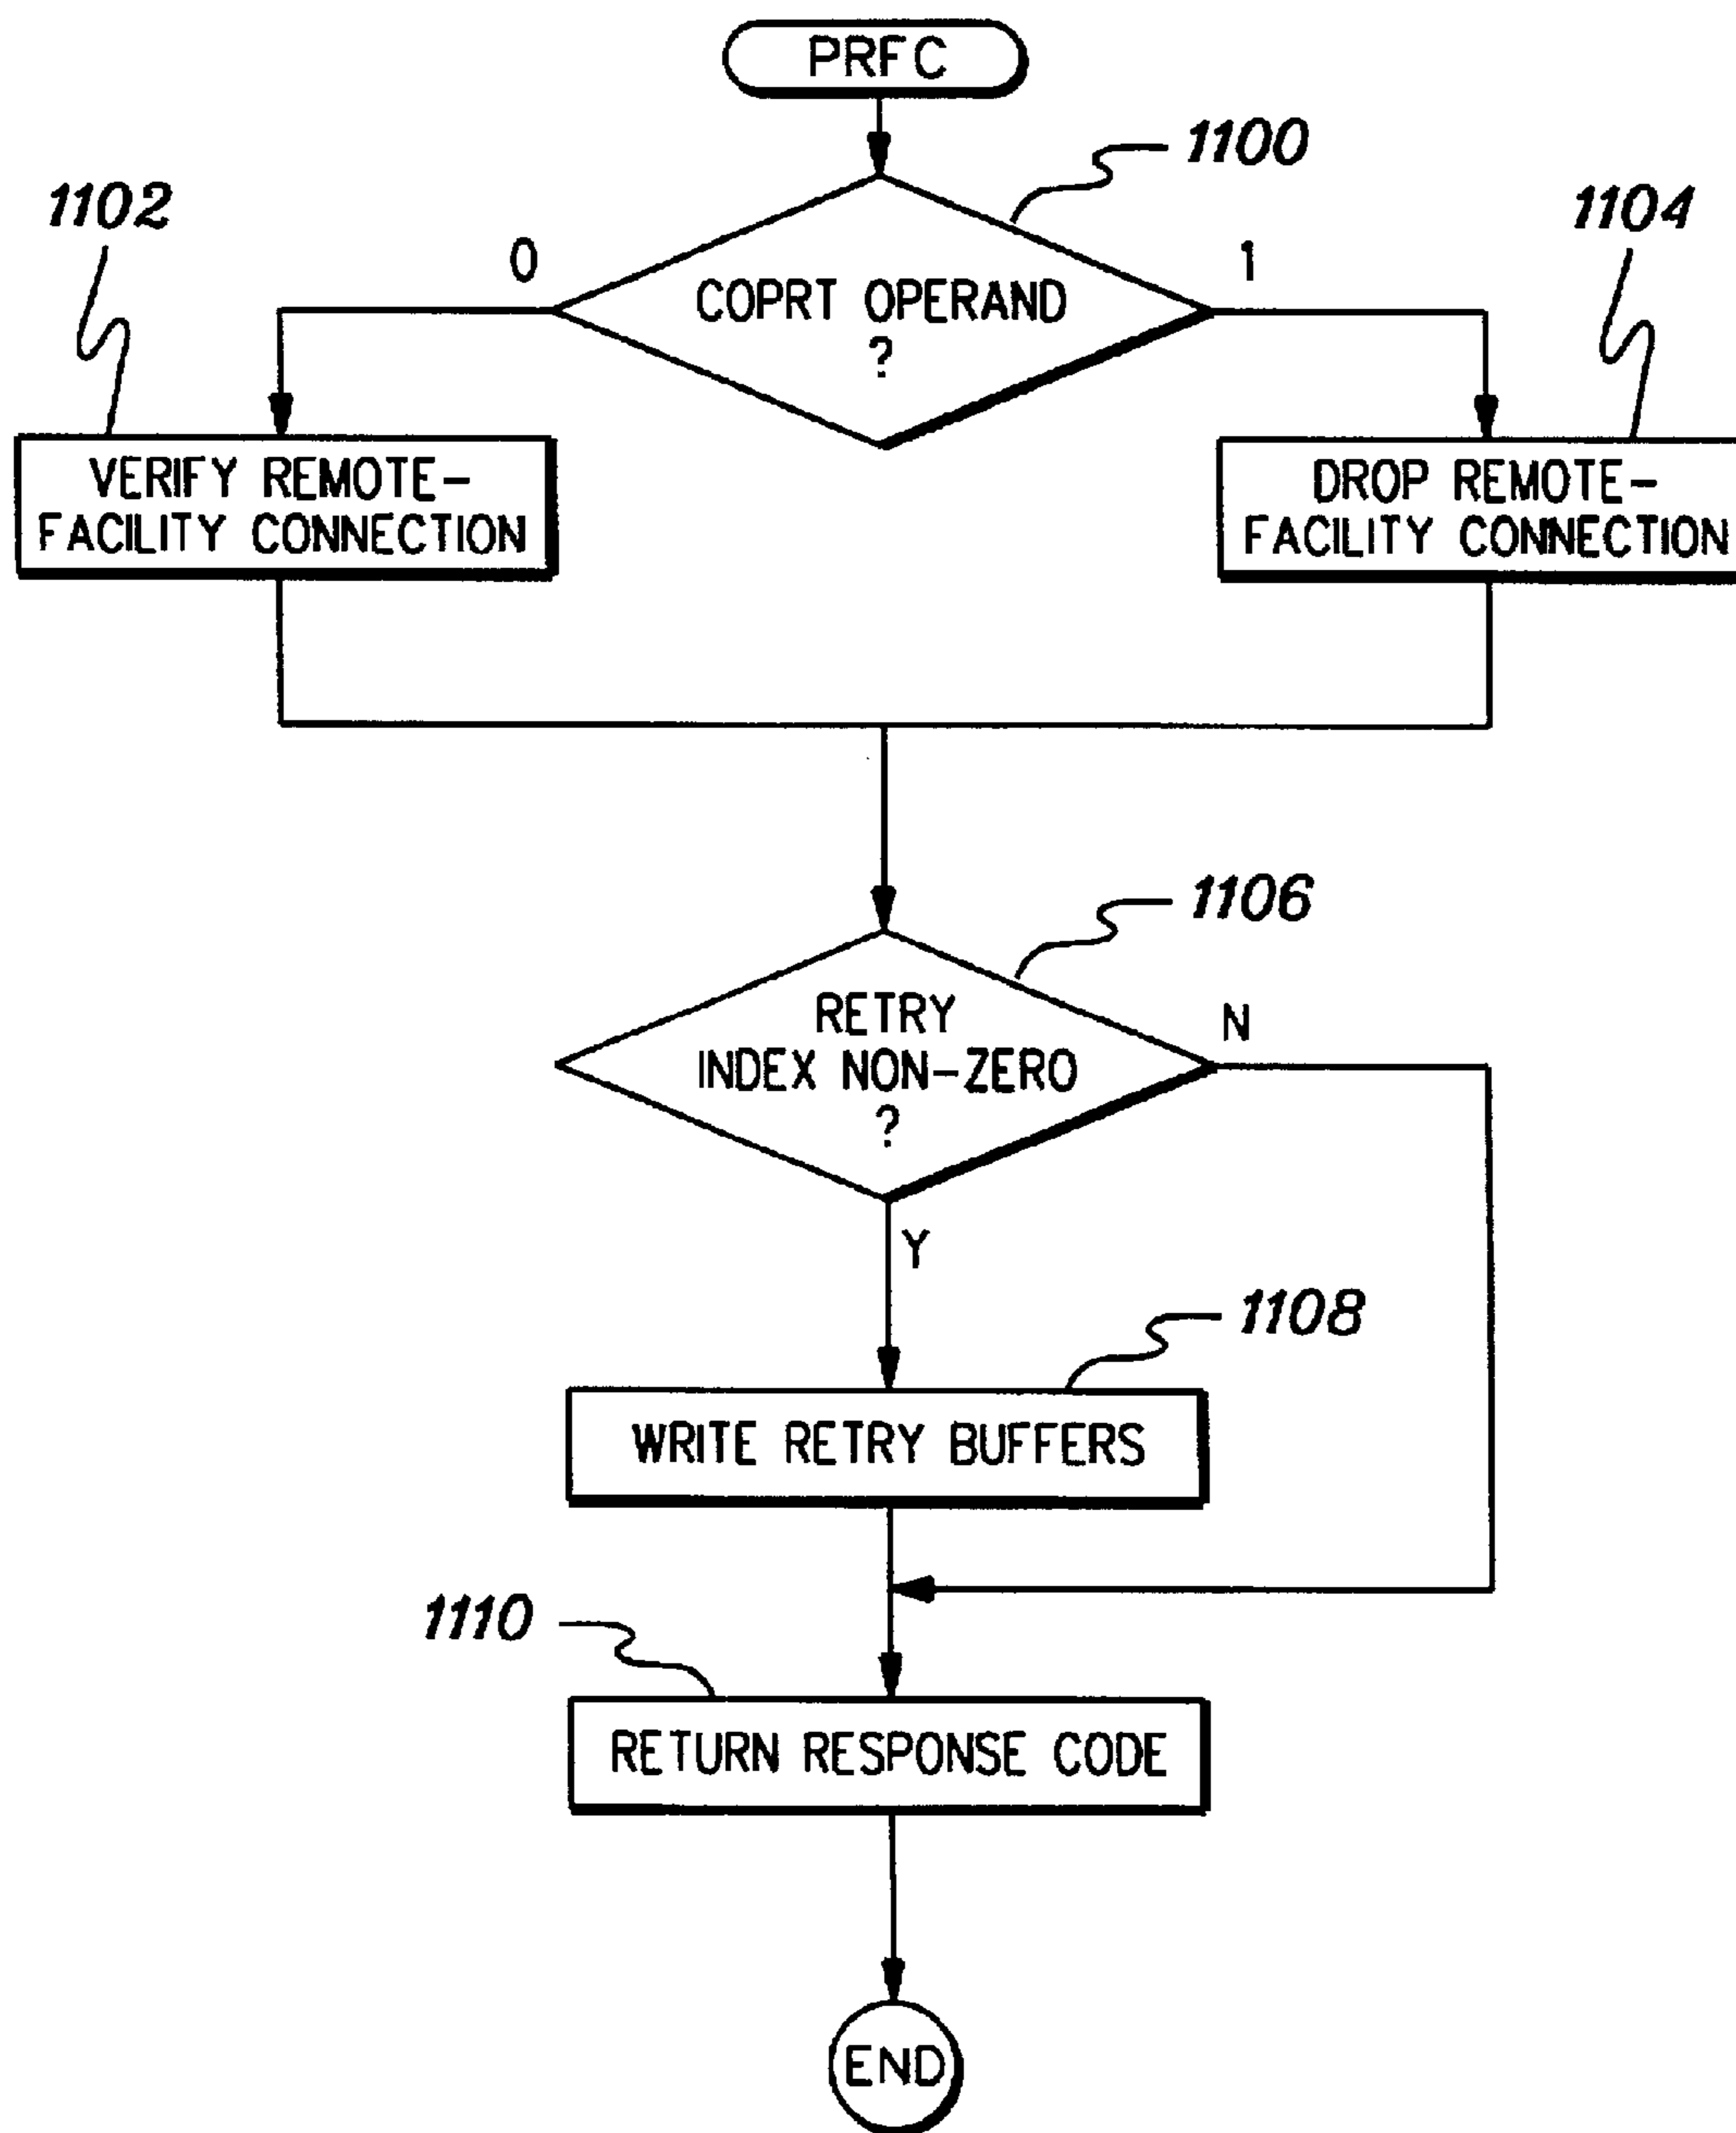 PRFC
1100
1102
1104
0
1
COPRT OPERAND
?
VERIFY REMOTE-
FACILITY CONNECTION
DROP REMOTE-
FACILITY CONNECTION
1106
RETRY
INDEX NON-ZERO
?
N
Y
1108
WRITE RETRY BUFFERS
1110
RETURN RESPONSE CODE
END